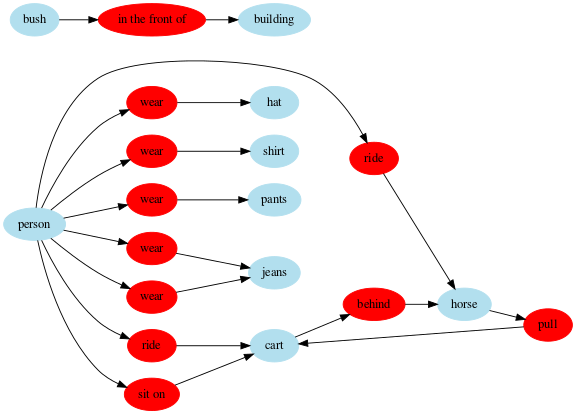 bush
in the front of
building
wear
hat
wear
shirt
ride
wear
pants
person
wear
jeans
wear
behind
horse
pull
ride
cart
sit on